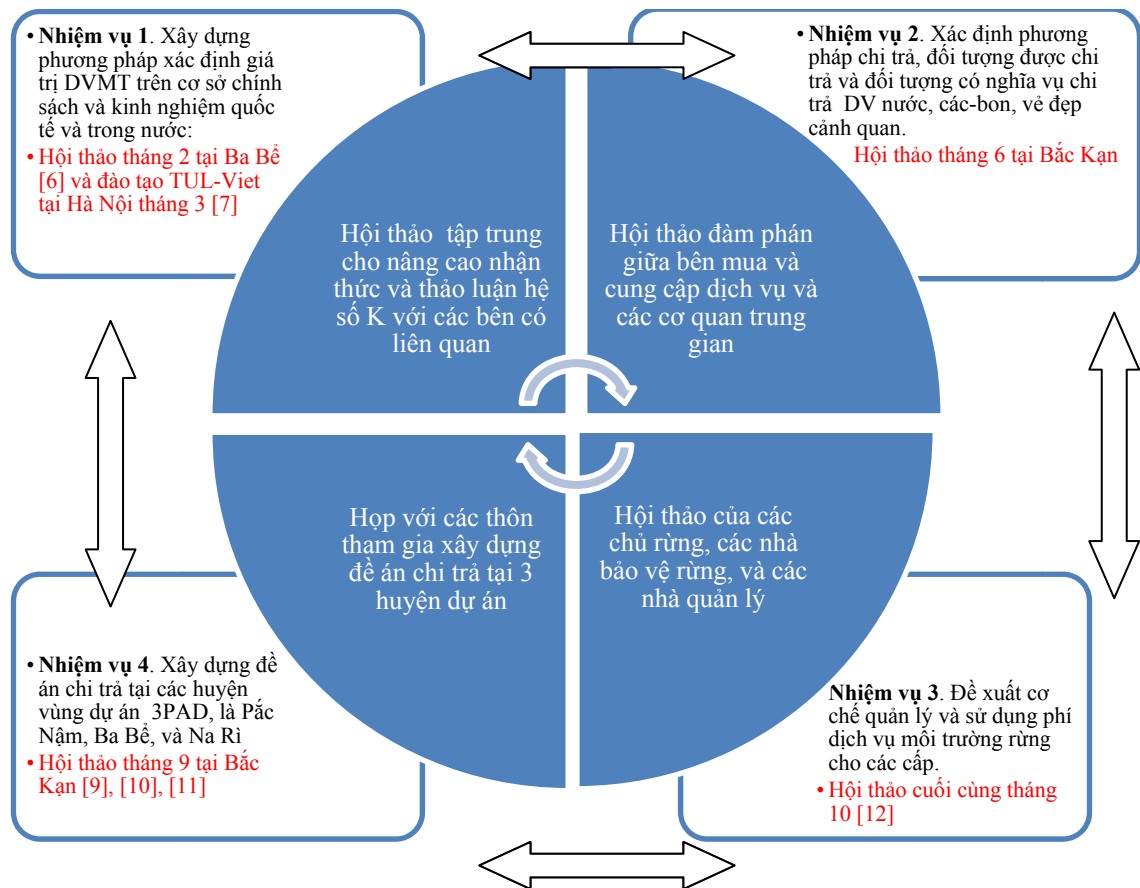 • Nhiệm vụ 1. Xây dựng
phương pháp xác định giá
trị DVMT trên cơ sở chính
sách và kinh nghiệm quốc
tế và trong nước:
• Hội thảo tháng 2 tại Ba Bể
[6] và đào tạo TUL-Viet
tại Hà Nội tháng 3 [7]
• Nhiệm vụ 2. Xác định phương
pháp chi trả, đối tượng được chi
trả và đối tượng có nghĩa vụ chi
trả DV nước, các-bon, vẻ đẹp
cảnh quan.
Hội thảo tháng 6 tại Bắc Kạn
Hội thảo tập trung
cho nâng cao nhận
thức và thảo luận hệ
số K với các bên có
liên quan
Hội thảo đàm phán
giữa bên mua và
cung cấp dịch vụ và
các cơ quan trung
gian
Họp với các thôn
tham gia xây dựng
đề án chi trả tại 3
huyện dự án
Hội thảo của các
chủ rừng, các nhà
bảo vệ rừng, và các
nhà quản lý
• Nhiệm vụ 4. Xây dựng đề
án chi trả tại các huyện
vùng dự án 3PAD, là Pắc
Nậm, Ba Bể, và Na Rì
• Hội thảo tháng 9 tại Bắc
Kạn [9], [10], [11]
Nhiệm vụ 3. Đề xuất cơ
chế quản lý và sử dụng phí
dịch vụ môi trường rừng
cho các cấp.
• Hội thảo cuối cùng tháng
10 [12]